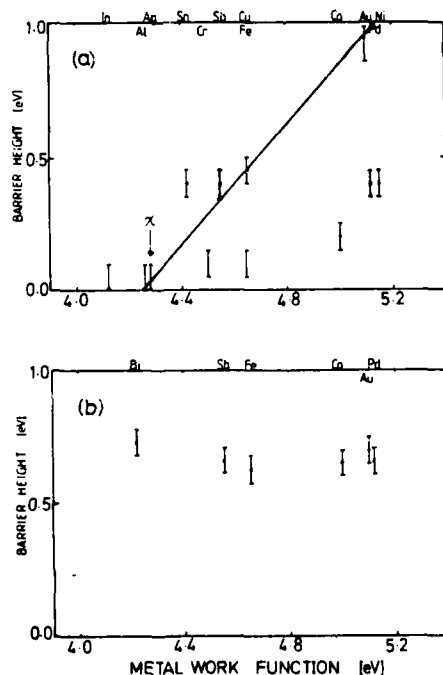 In Ag Sn Sb Cu Co Au Ni
Al Cr Fe Pd
1.0
(a)
BARRIER HEIGHT [eV]
0.5
χ
0.0
4.0 4.4 4.8 5.2
Bi Sb Fe Co Pd
Au
1.0
(b)
BARRIER HEIGHT [eV]
0.5
0.0
4.0 4.4 4.8 5.2
METAL WORK FUNCTION [eV]